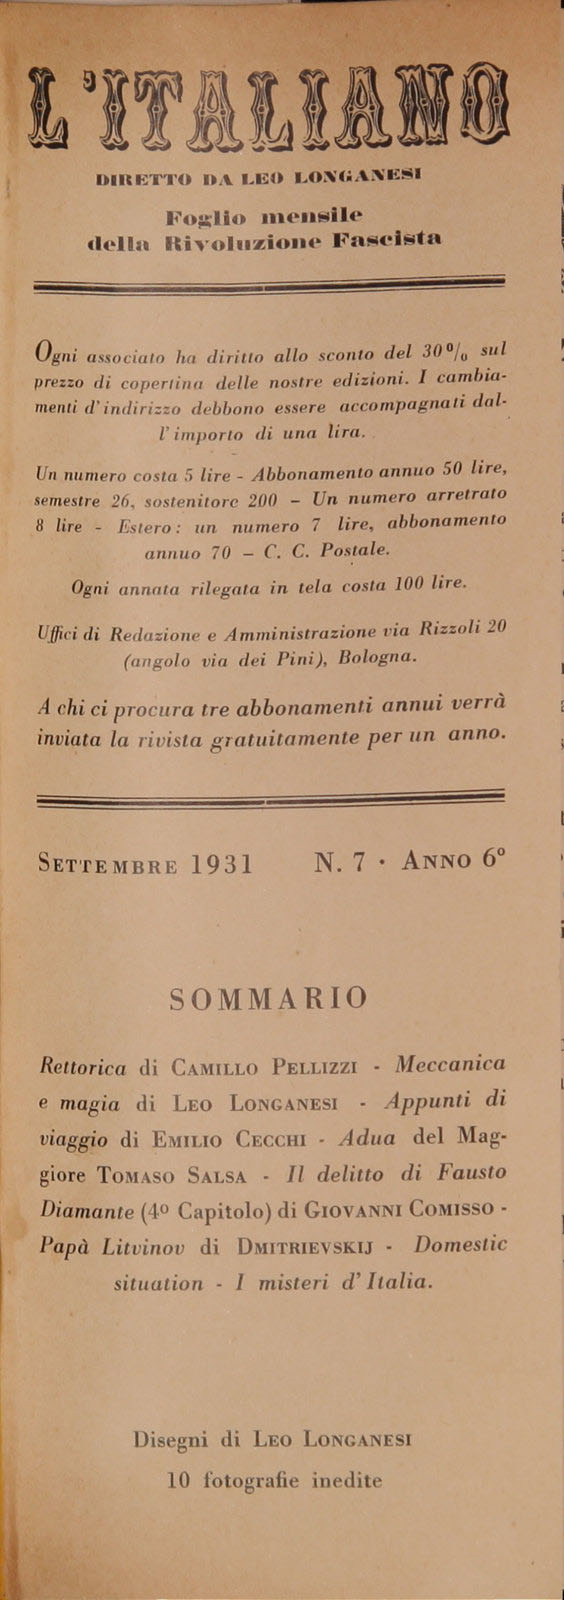 L'ITALIANO
DIRETTO DA LEO LONGANESI
Foglio mensile
della Rivoluzione Fascista
Ogni associato ha diritto allo sconto del 30% sul
prezzo di copertina delle nostre edizioni. I cambia-
menti d'indirizzo debbono essere accompagnati dal-
l'importo di una lira.
Un numero costa 5 lire - Abbonamento annuo 50 lire,
semestre 26, sostenitore 200 – Un numero arretrato
8 lire - Estero: un numero 7 lire, abbonamento
annuo 70 – C. C. Postale.
Ogni annata rilegata in tela costa 100 lire.
Uffici di Redazione e Amministrazione via Rizzoli 20
(angolo via dei Pini), Bologna.
A chi ci procura tre abbonamenti annui verrà
inviata la rivista gratuitamente per un anno.
SETTEMBRE 1931 N. 7 · ANNO 6º
SOMMARIO
Rettorica di CAMILLO PELLIZZI - Meccanica
e magia di LEO LONGANESI - Appunti di
viaggio di EMILIO CECCHI - Adua del Mag-
giore TOMASO SALSA - Il delitto di Fausto
Diamante (4º Capitolo) di GIOVANNI COMISSO -
Papà Litvinov di DMITRIEVSKIJ - Domestic
situation - I misteri d'Italia.
Disegni di LEO LONGANESI
10 fotografie inedite